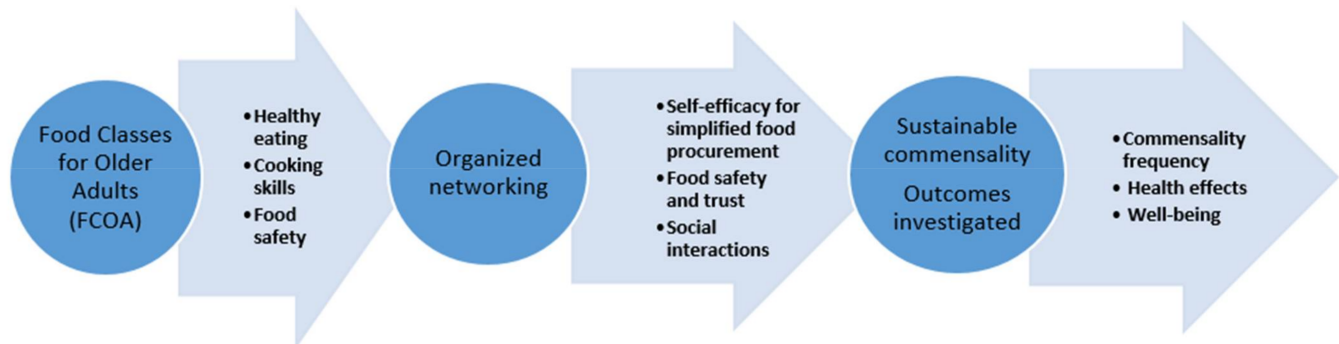 Food Classes
for Older
Adults
(FCOA)
•Healthy
eating
•Cooking
skills
•Food
safety
Organized
networking
•Self-efficacy for
simplified food
procurement
•Food safety
and trust
•Social
interactions
Sustainable
commensality
Outcomes
investigated
•Commensality
frequency
• Health effects
• Well-being